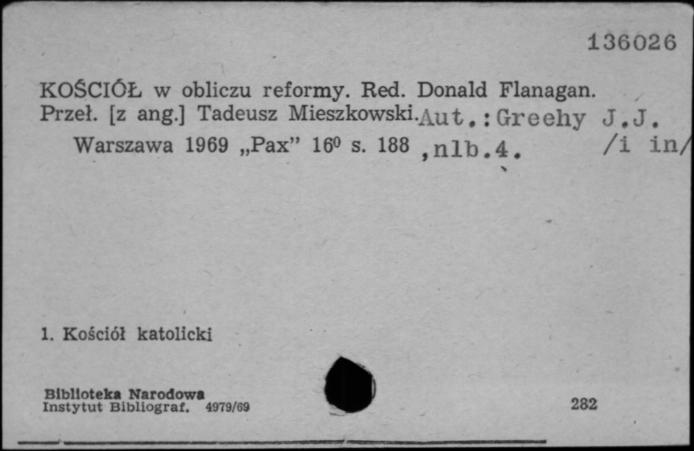 136026
KOŚCIÓŁ w obliczu reformy. Red. Donald Flanagan.
Przeł. [z ang.] Tadeusz Mieszkowski. Aut.: Greehy J.J.
Warszawa 1969 „Pax” 16⁰ s. 188 ,nlb.4. /i in/
1. Kościół katolicki
Biblioteka Narodowa
Instytut Bibliograf. 4979/69
282